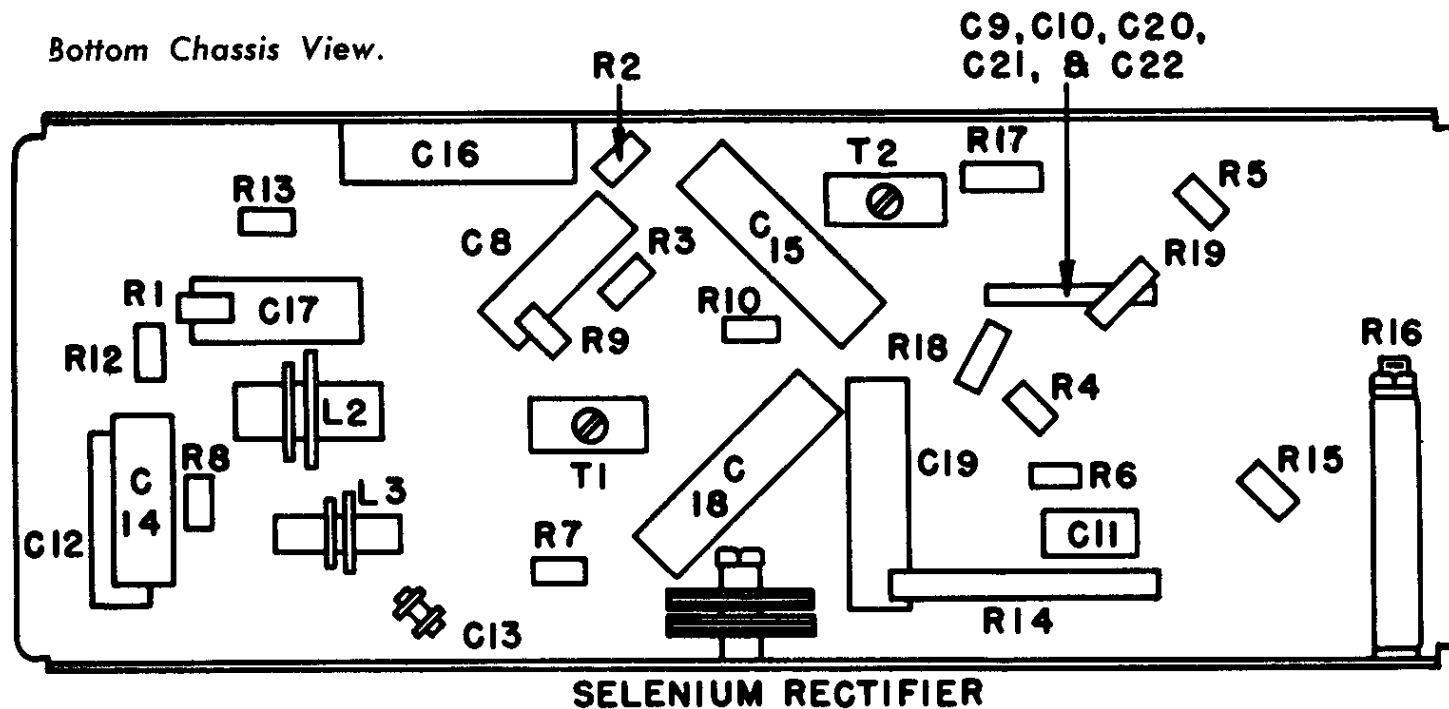 Bottom Chassis View.
C9, C10, C20,
C21, & C22
R2
C16
T2
R17
R13
R5
C8
R3
C
15
R19
R1
C17
R10
R12
R9
R18
R16
L2
R4
T1
C
14
R8
L3
C
18
C19
R6
R15
C12
R7
C11
C13
R14
SELENIUM RECTIFIER